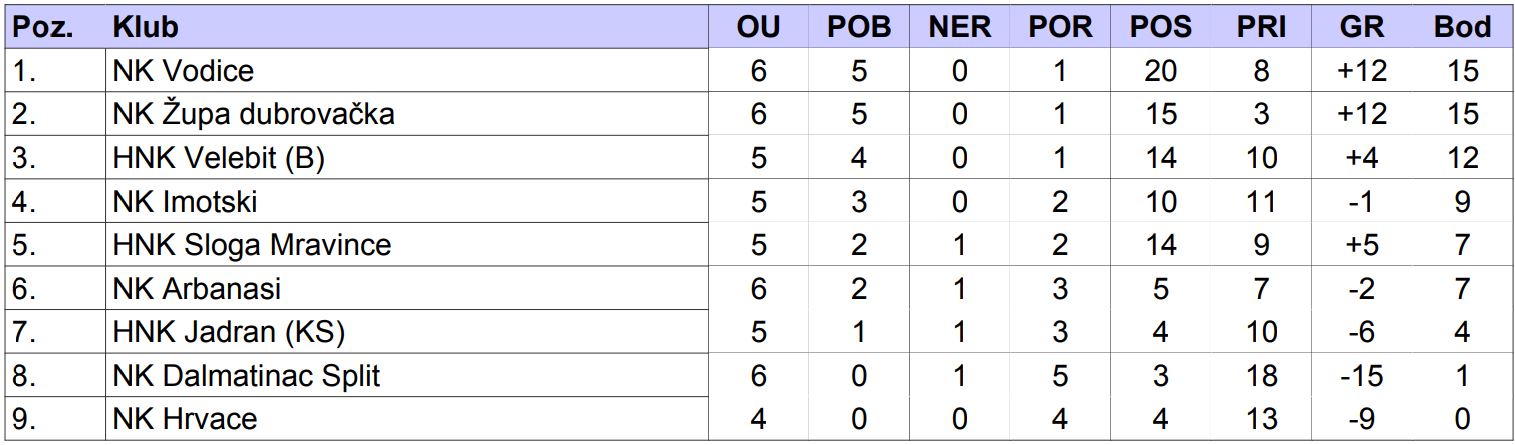 Poz. Klub OU POB NER POR POS PRI GR Bod
1. NK Vodice 6 5 0 1 20 8 +12 15
2. NK Župa dubrovačka 6 5 0 1 15 3 +12 15
3. HNK Velebit (B) 5 4 0 1 14 10 +4 12
4. NK Imotski 5 3 0 2 10 11 -1 9
5. HNK Sloga Mravince 5 2 1 2 14 9 +5 7
6. NK Arbanasi 6 2 1 3 5 7 -2 7
7. HNK Jadran (KS) 5 1 1 3 4 10 -6 4
8. NK Dalmatinac Split 6 0 1 5 3 18 -15 1
9. NK Hrvace 4 0 0 4 4 13 -9 0